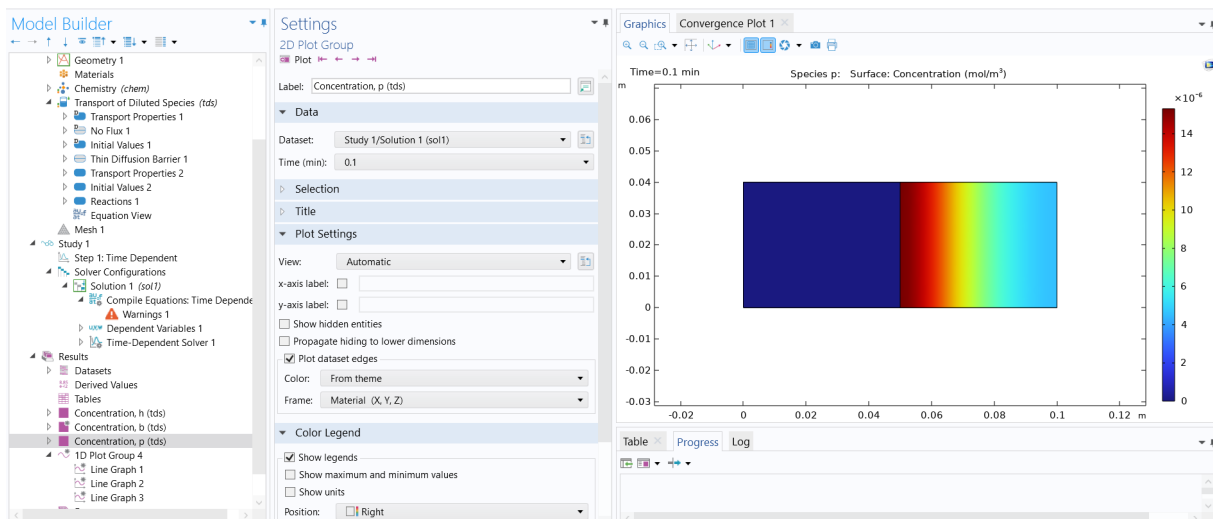 Model Builder
Geometry 1
Materials
Chemistry (chem)
Transport of Diluted Species (tds)
Transport Properties 1
No Flux 1
Initial Values 1
Thin Diffusion Barrier 1
Transport Properties 2
Initial Values 2
Reactions 1
Equation View
Mesh 1
Study 1
Step 1: Time Dependent
Solver Configurations
Solution 1 (sol1)
Compile Equations: Time Depende
Warnings 1
Dependent Variables 1
Time-Dependent Solver 1
Results
Datasets
Derived Values
Tables
Concentration, h (tds)
Concentration, b (tds)
Concentration, p (tds)
1D Plot Group 4
Line Graph 1
Line Graph 2
Line Graph 3
Settings
2D Plot Group
Plot
Label: Concentration, p (tds)
Data
Dataset: Study 1/Solution 1 (sol1)
Time (min): 0.1
Selection
Title
Plot Settings
View: Automatic
x-axis label:
y-axis label:
Show hidden entities
Propagate hiding to lower dimensions
Plot dataset edges
Color: From theme
Frame: Material (X, Y, Z)
Color Legend
Show legends
Show maximum and minimum values
Show units
Position: Right
Graphics Convergence Plot 1
Time=0.1 min Species p: Surface: Concentration (mol/m³)
m
0.06
0.05
0.04
0.03
0.02
0.01
0
-0.01
-0.02
-0.03
-0.02 0 0.02 0.04 0.06 0.08 0.1 0.12 m
×10⁻⁶
14
12
10
8
6
4
2
0
Table Progress Log